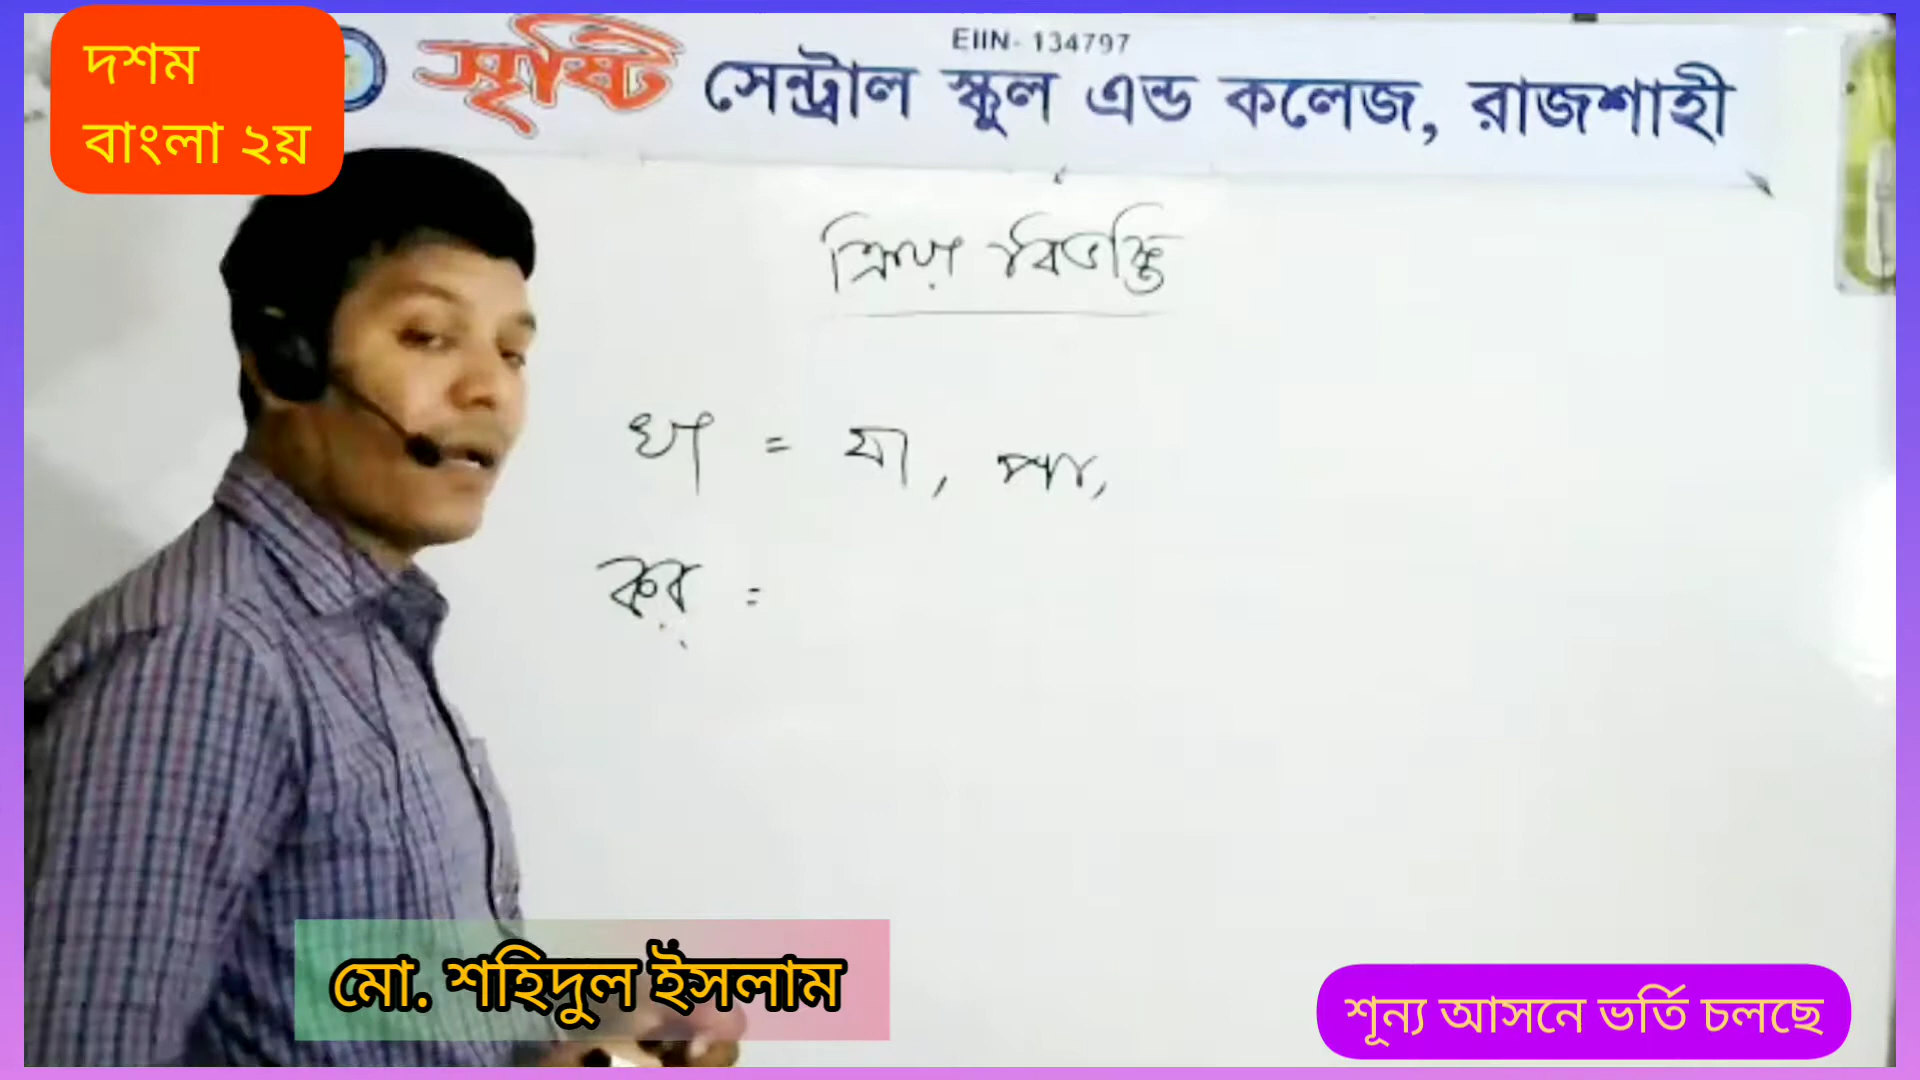 দশম
বাংলা ২য়
EIIN- 134797
সৃষ্টি সেন্ট্রাল স্কুল এন্ড কলেজ, রাজশাহী
ক্রিয়া বিভক্তি
খা = যা, পা,
কর্ =
মো. শহিদুল ইসলাম
শূন্য আসনে ভর্তি চলছে